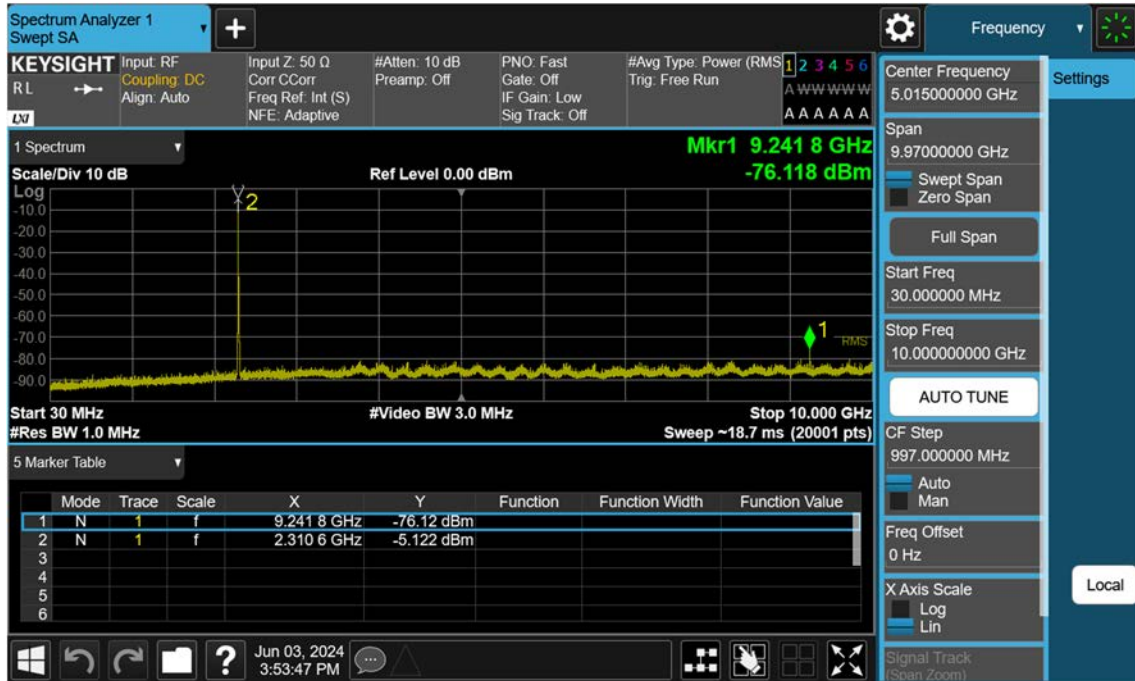 Spectrum Analyzer 1
Swept SA
Frequency
KEYSIGHT
RL
LXI
Input: RF
Coupling: DC
Align: Auto
Input Z: 50 Ω
Corr CCorr
Freq Ref: Int (S)
NFE: Adaptive
#Atten: 10 dB
Preamp: Off
PNO: Fast
Gate: Off
IF Gain: Low
Sig Track: Off
#Avg Type: Power (RMS
Trig: Free Run
1 2 3 4 5 6
A W W W W W
A A A A A A
1 Spectrum
Mkr1 9.241 8 GHz
-76.118 dBm
Scale/Div 10 dB
Ref Level 0.00 dBm
Log
-10.0
-20.0
-30.0
-40.0
-50.0
-60.0
-70.0
-80.0
-90.0
2
1
RMS
Start 30 MHz
#Video BW 3.0 MHz
Stop 10.000 GHz
#Res BW 1.0 MHz
Sweep ~18.7 ms (20001 pts)
5 Marker Table
Mode Trace Scale X Y Function Function Width Function Value
1 N 1 f 9.241 8 GHz -76.12 dBm
2 N 1 f 2.310 6 GHz -5.122 dBm
3
4
5
6
Jun 03, 2024
3:53:47 PM
Center Frequency
5.015000000 GHz
Span
9.97000000 GHz
Swept Span
Zero Span
Full Span
Start Freq
30.000000 MHz
Stop Freq
10.000000000 GHz
AUTO TUNE
CF Step
997.000000 MHz
Auto
Man
Freq Offset
0 Hz
X Axis Scale
Log
Lin
Signal Track
(Span Zoom)
Settings
Local